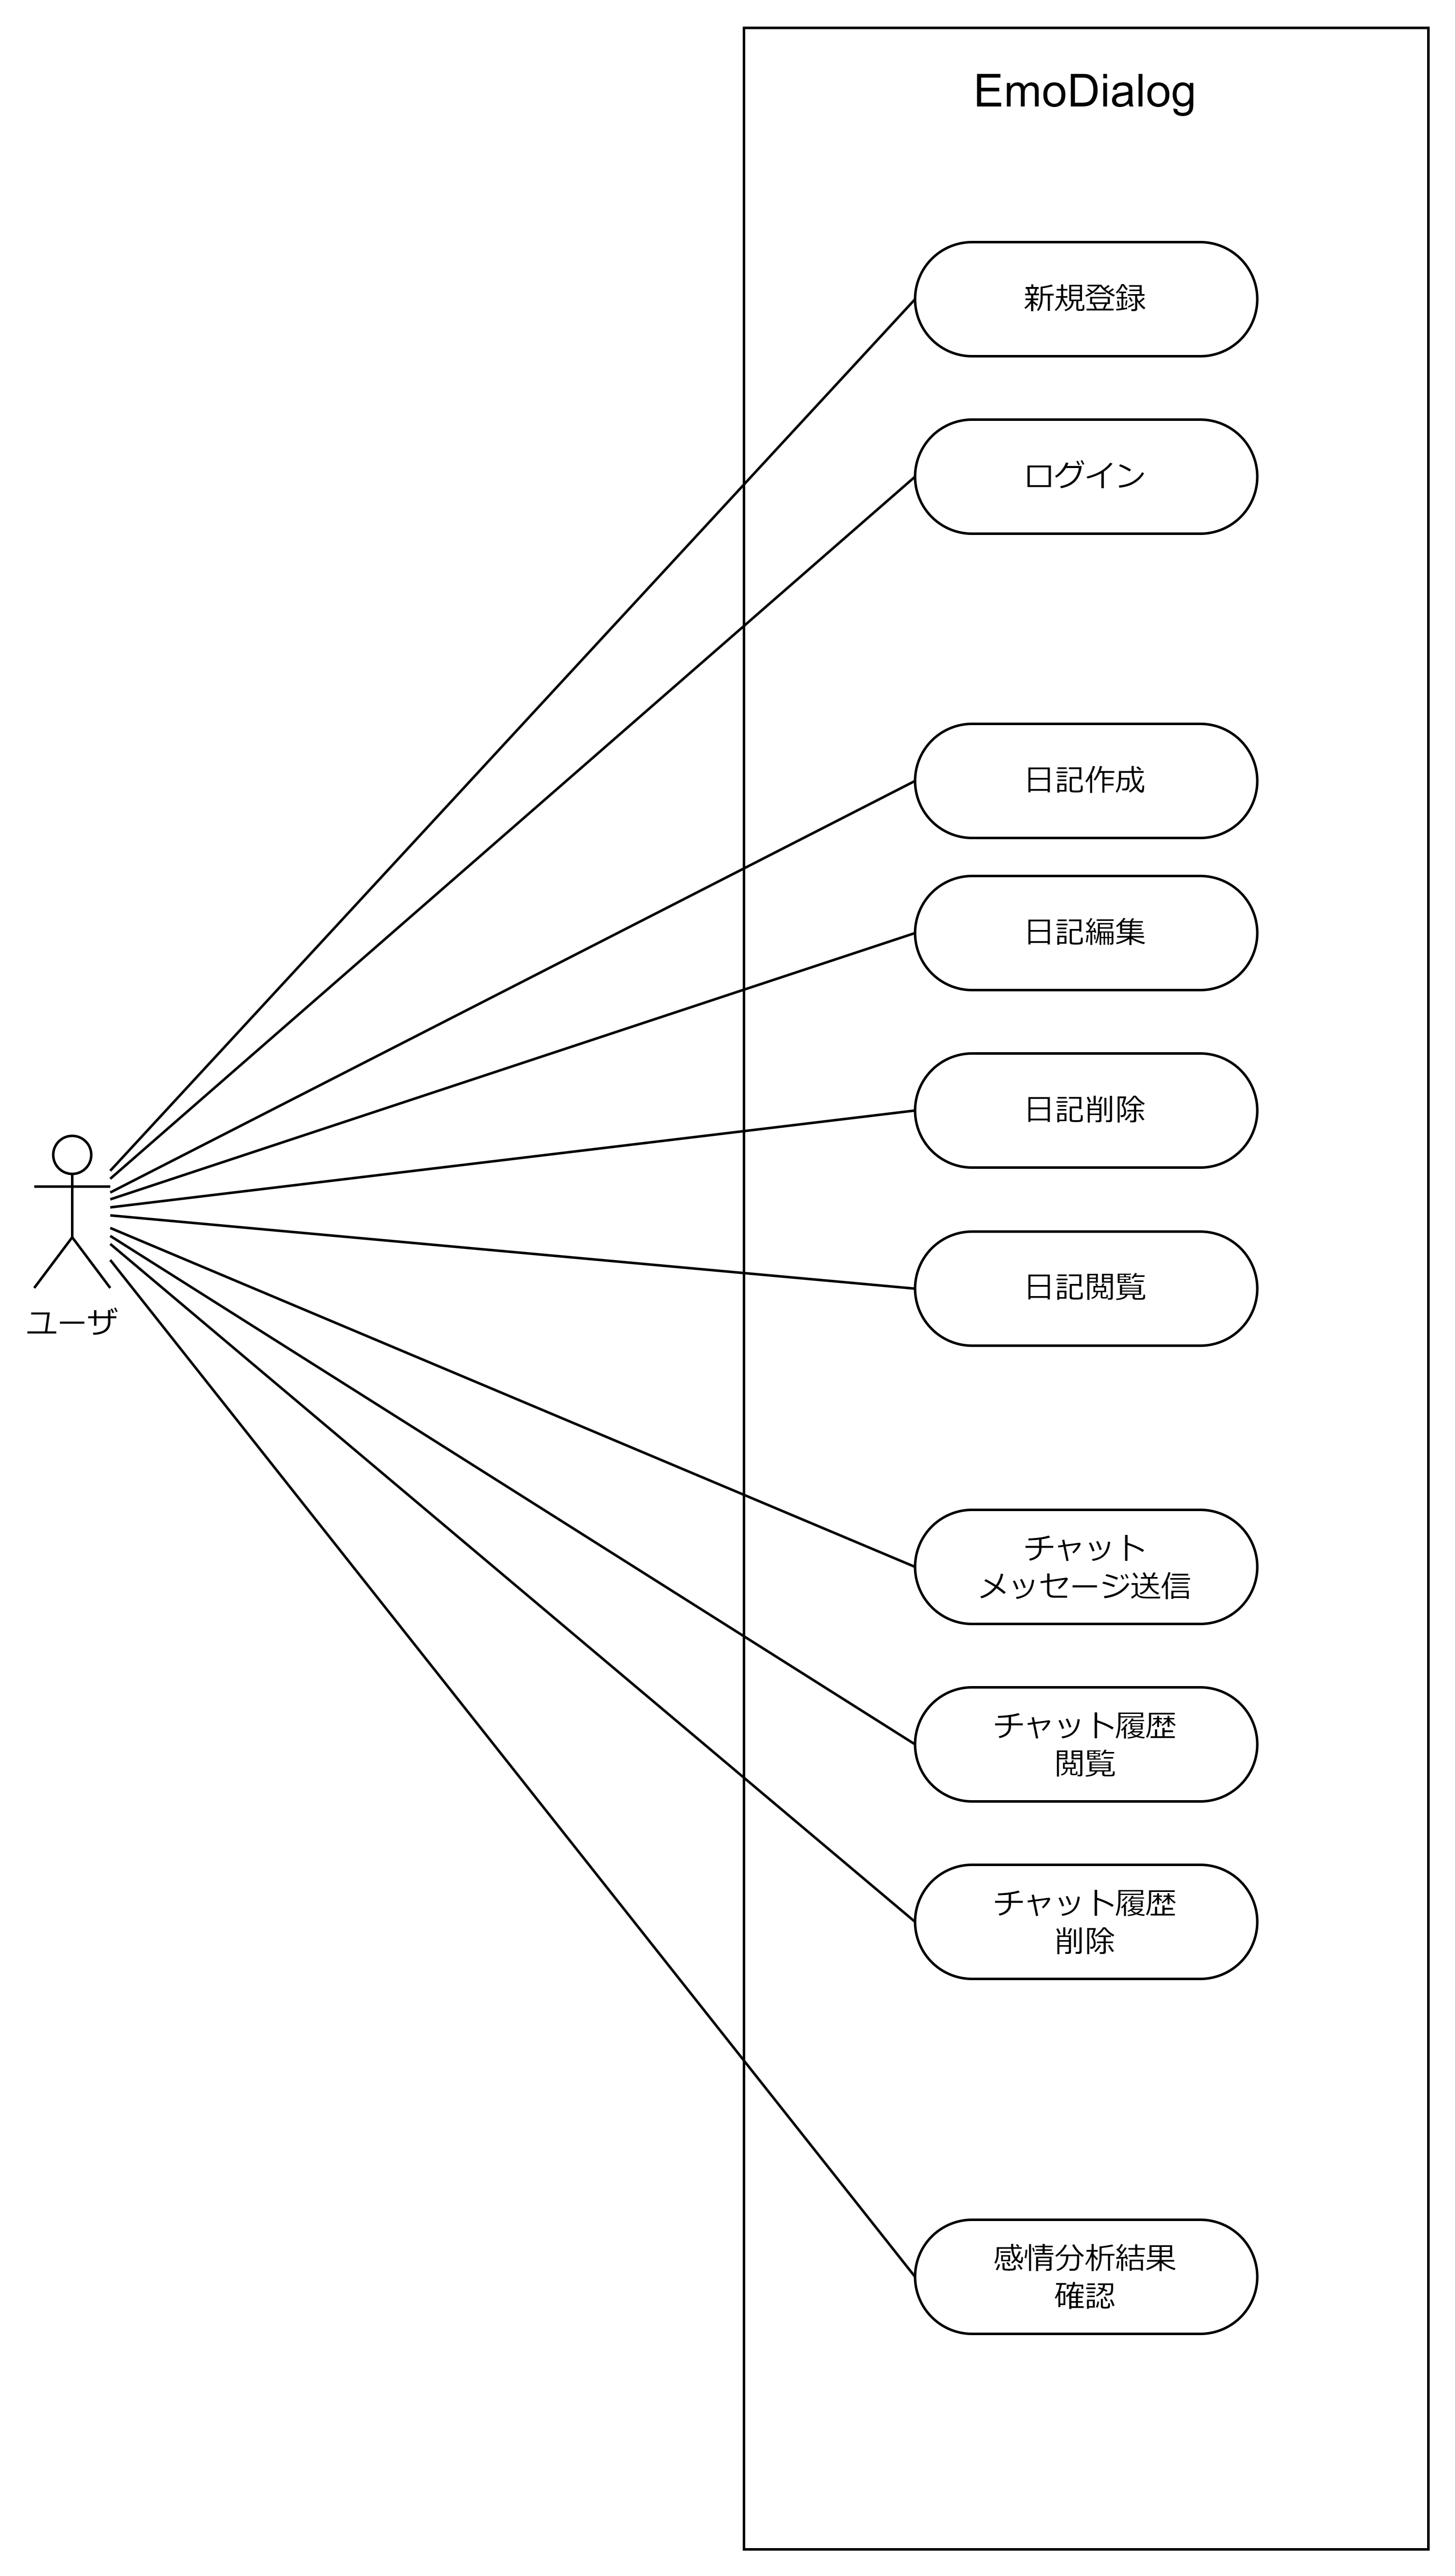 EmoDialog
新規登録
ログイン
日記作成
日記編集
日記削除
日記閲覧
ユーザ
チャット
メッセージ送信
チャット履歴
閲覧
チャット履歴
削除
感情分析結果
確認